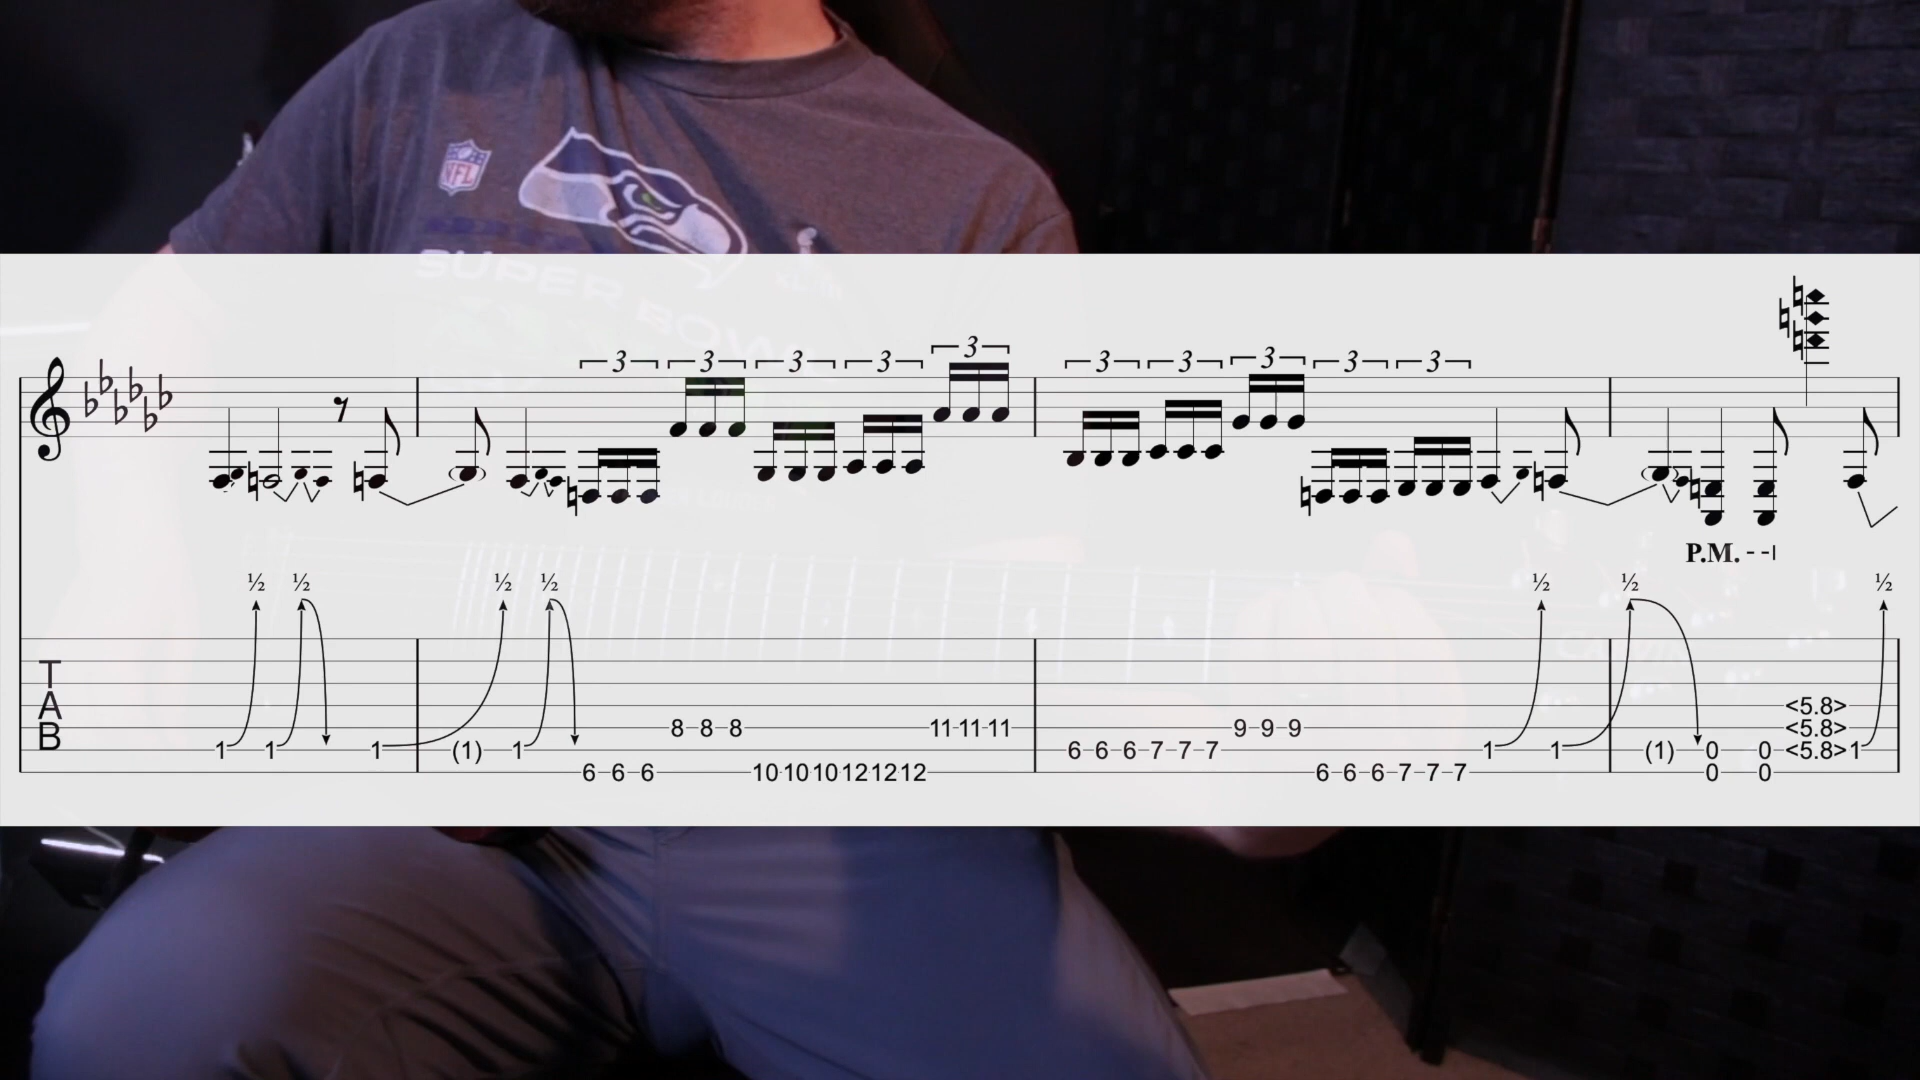 NFL
SUPER BOWL
XLVIII
3 3 3 3 3 3 3 3 3 3
P.M.
½ ½ ½ ½ ½ ½ ½
T
A
B
<5.8>
8 8 8 11 11 11 9 9 9 <5.8>
1 1 1 (1) 1 6 6 6 7 7 7 1 1 (1) 0 0 <5.8> 1
6 6 6 10 10 10 12 12 12 6 6 6 7 7 7 0 0